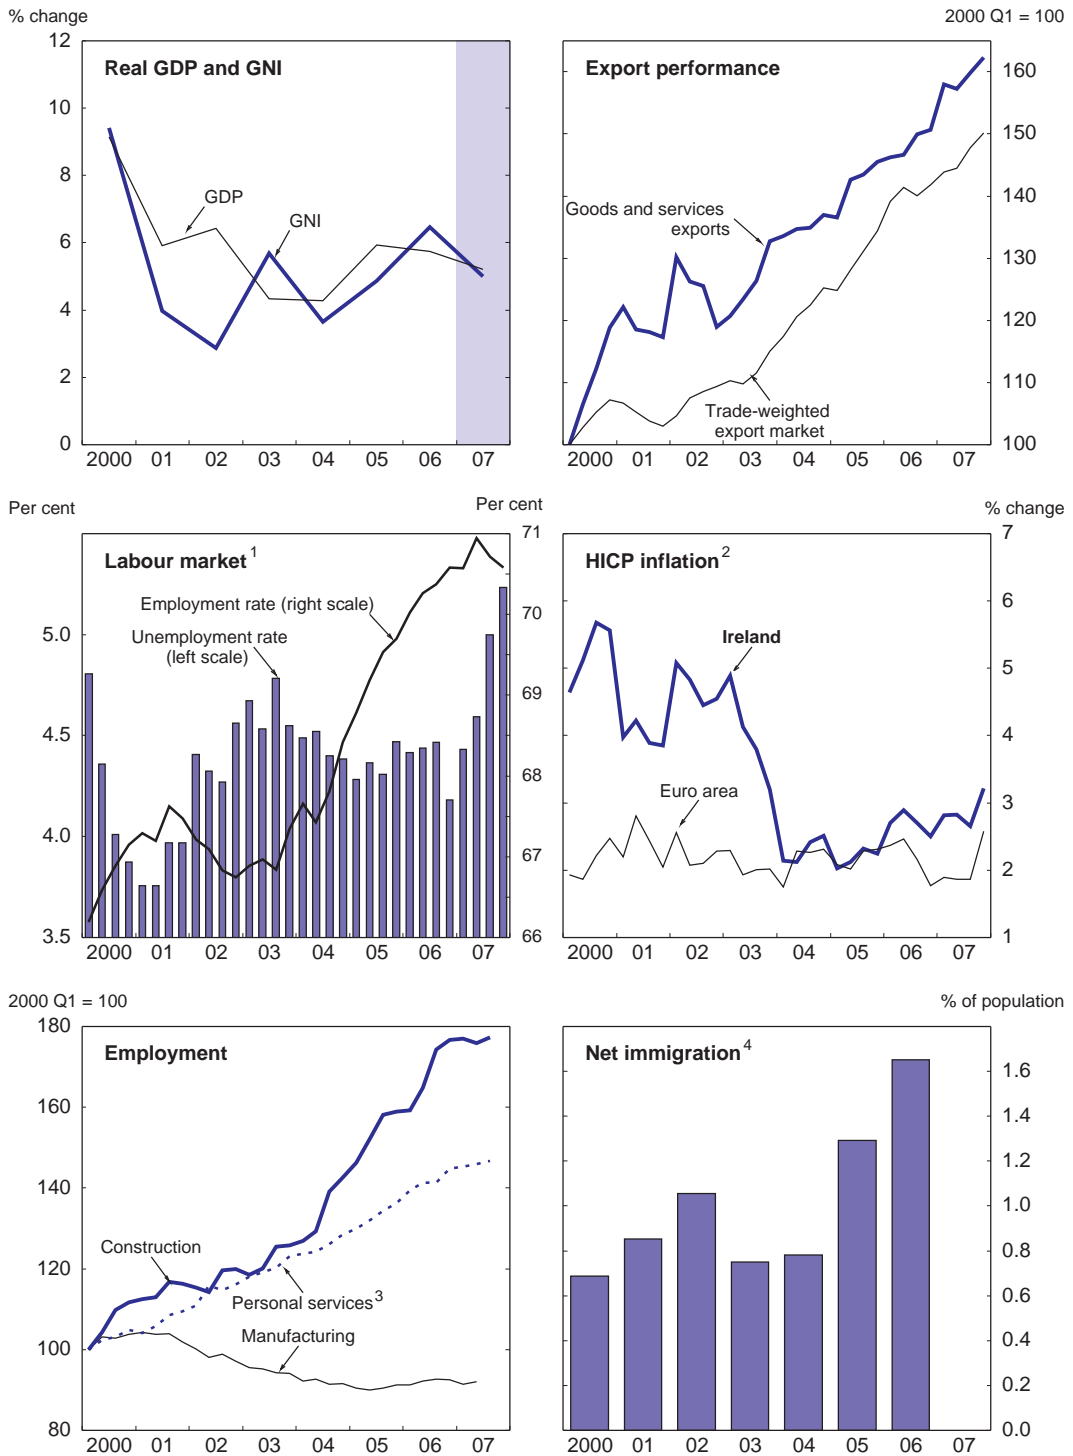 % change
2000 Q1 = 100
Real GDP and GNI
12
10
8
6
4
2
0
GDP
GNI
2000 01 02 03 04 05 06 07
Export performance
160
150
140
130
120
110
100
Goods and services
exports
Trade-weighted
export market
2000 01 02 03 04 05 06 07
Per cent
Per cent
% change
Labour market 1
5.0
4.5
4.0
3.5
71
70
69
68
67
66
Employment rate (right scale)
Unemployment rate
(left scale)
2000 01 02 03 04 05 06 07
HICP inflation 2
7
6
5
4
3
2
1
Ireland
Euro area
2000 01 02 03 04 05 06 07
2000 Q1 = 100
% of population
Employment
180
160
140
120
100
80
Construction
Personal services 3
Manufacturing
2000 01 02 03 04 05 06 07
Net immigration 4
1.6
1.4
1.2
1.0
0.8
0.6
0.4
0.2
0.0
2000 01 02 03 04 05 06 07